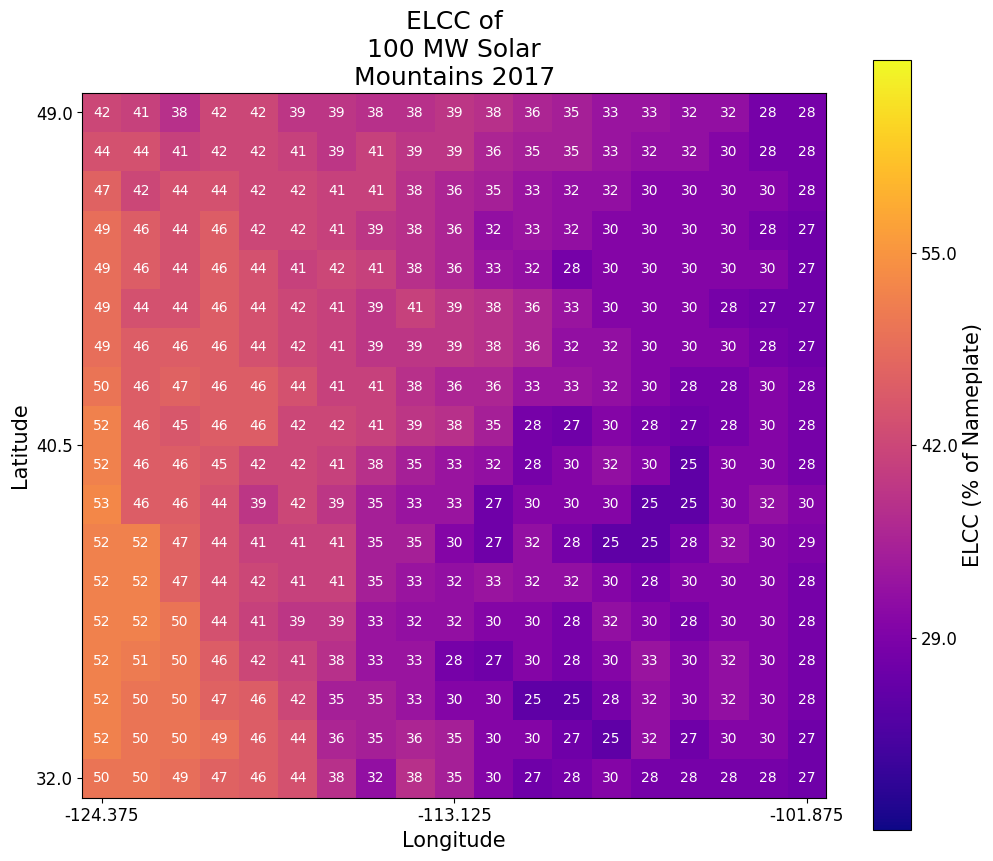 ELCC of
100 MW Solar
Mountains 2017
49.0 42 41 38 42 42 39 39 38 38 39 38 36 35 33 33 32 32 28 28
44 44 41 42 42 41 39 41 39 39 36 35 35 33 32 32 30 28 28
47 42 44 44 42 42 41 41 38 36 35 33 32 32 30 30 30 30 28
49 46 44 46 42 42 41 39 38 36 32 33 32 30 30 30 30 28 27
49 46 44 46 44 41 42 41 38 36 33 32 28 30 30 30 30 30 27
55.0
49 44 44 46 44 42 41 39 41 39 38 36 33 30 30 30 28 27 27
49 46 46 46 44 42 41 39 39 39 38 36 32 32 30 30 30 28 27
50 46 47 46 46 44 41 41 38 36 36 33 33 32 30 28 28 30 28
52 46 45 46 46 42 42 41 39 38 35 28 27 30 28 27 28 30 28
40.5
42.0
52 46 46 45 42 42 41 38 35 33 32 28 30 32 30 25 30 30 28
53 46 46 44 39 42 39 35 33 33 27 30 30 30 25 25 30 32 30
52 52 47 44 41 41 41 35 35 30 27 32 28 25 25 28 32 30 29
52 52 47 44 42 41 41 35 33 32 33 32 32 30 28 30 30 30 28
52 52 50 44 41 39 39 33 32 32 30 30 28 32 30 28 30 30 28
29.0
52 51 50 46 42 41 38 33 33 28 27 30 28 30 33 30 32 30 28
52 50 50 47 46 42 35 35 33 30 30 25 25 28 32 30 32 30 28
52 50 50 49 46 44 36 35 36 35 30 30 27 25 32 27 30 30 27
32.0 50 50 49 47 46 44 38 32 38 35 30 27 28 30 28 28 28 28 27
-124.375 -113.125 -101.875
Longitude
Latitude
ELCC (% of Nameplate)